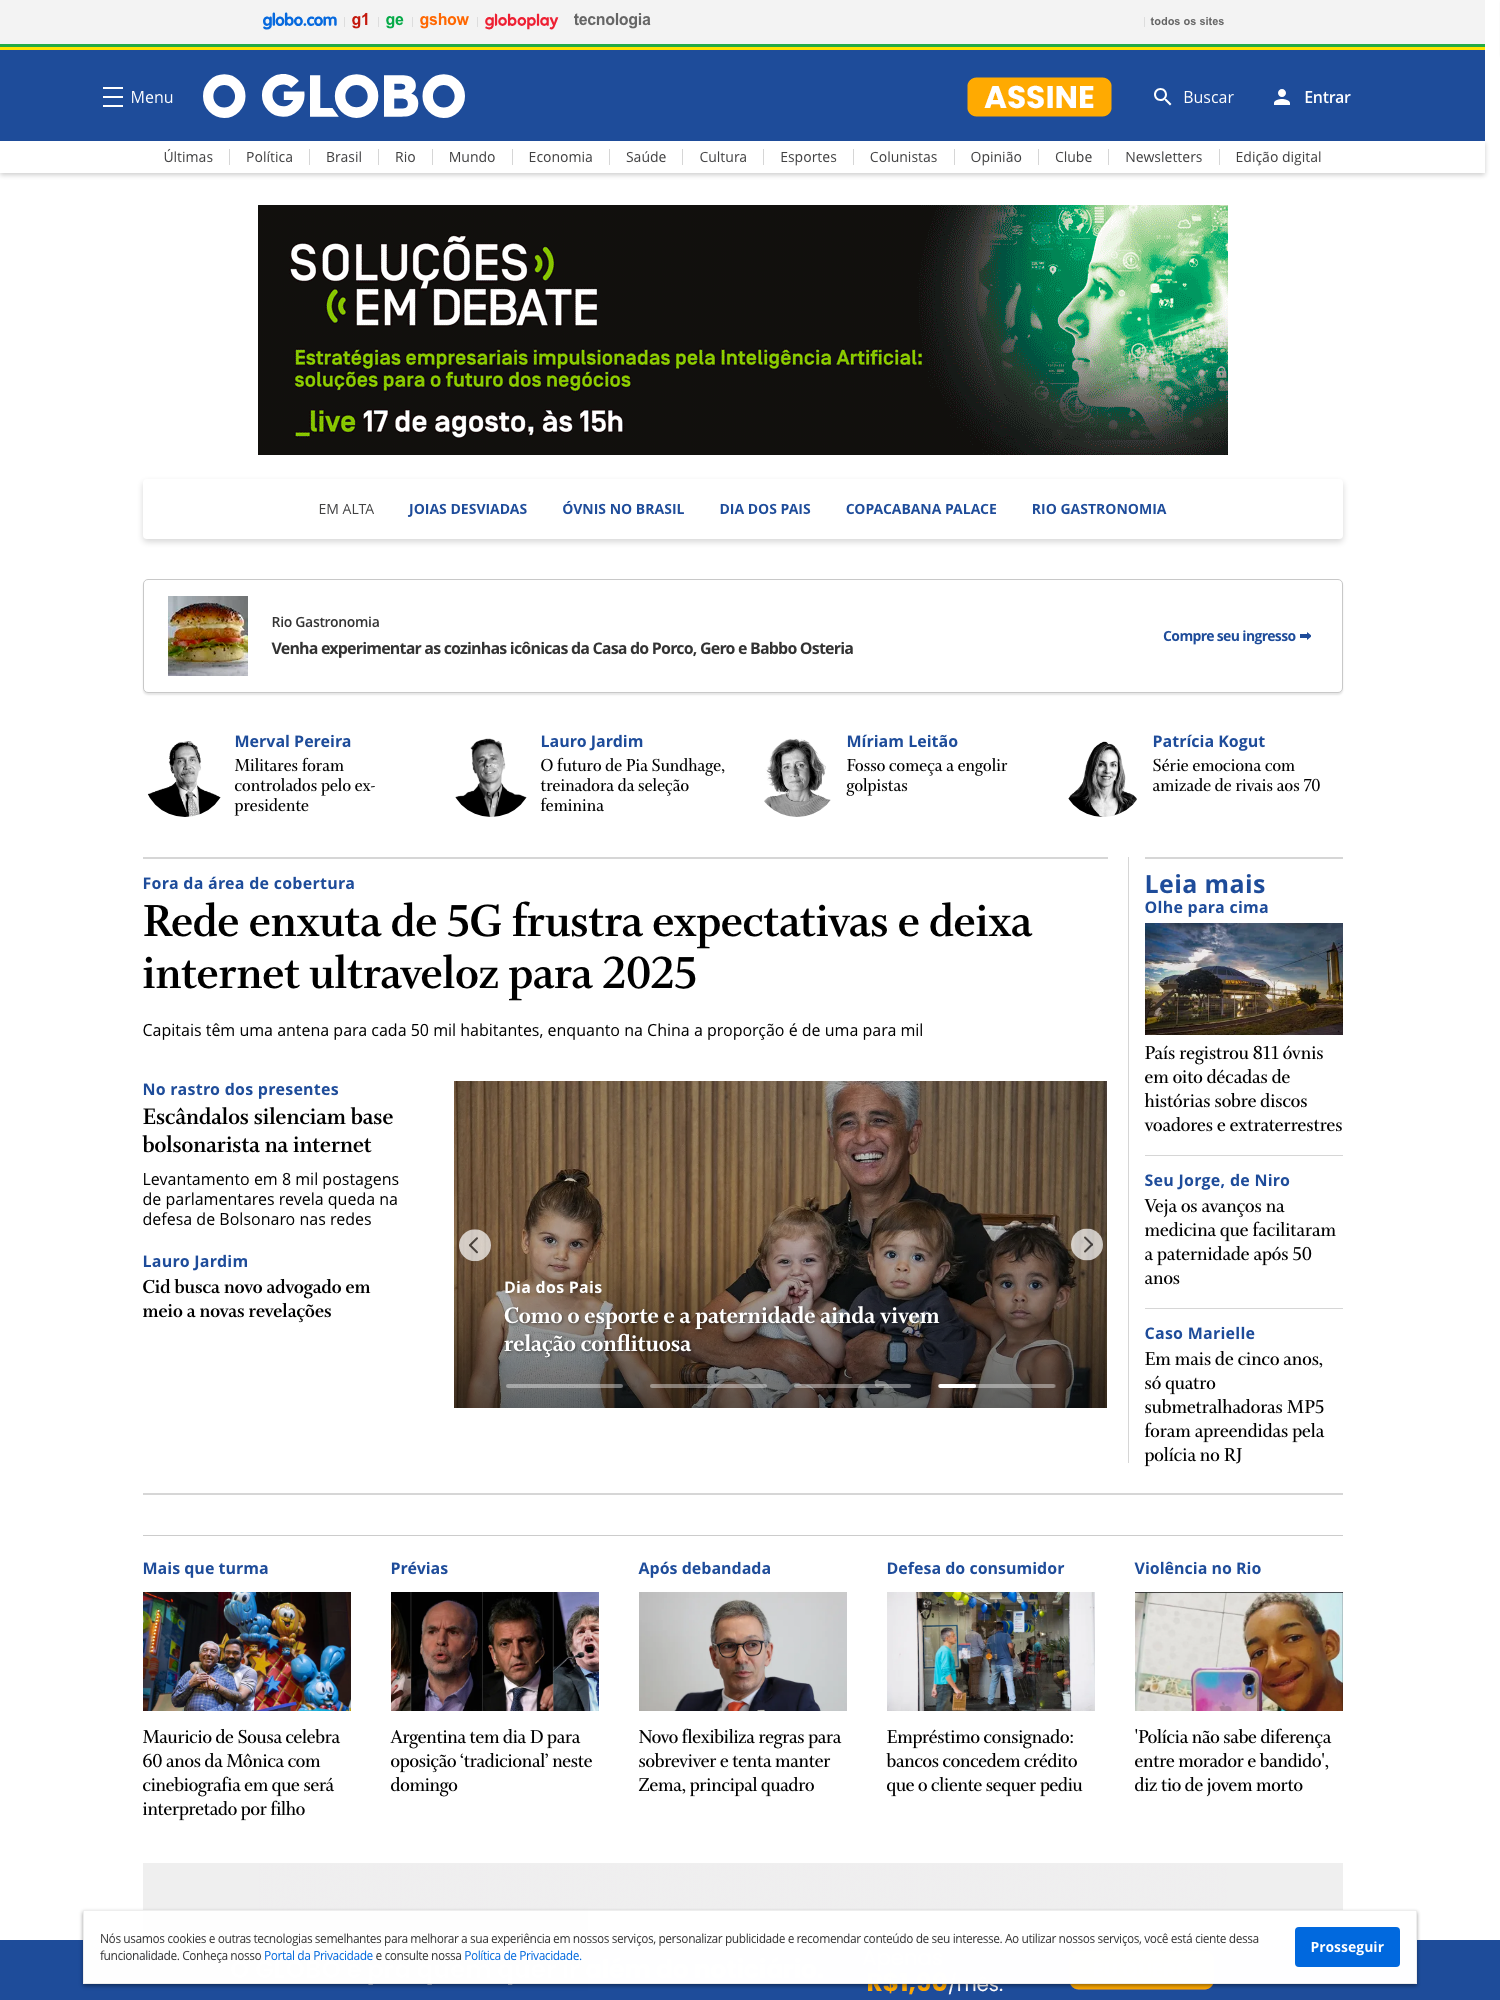 globo.com g1 ge gshow globoplay tecnologia todos os sites
Menu O GLOBO ASSINE Buscar Entrar
Últimas Política Brasil Rio Mundo Economia Saúde Cultura Esportes Colunistas Opinião Clube Newsletters Edição digital
SOLUÇÕES
EM DEBATE
Estratégias empresariais impulsionadas pela Inteligência Artificial:
soluções para o futuro dos negócios
_live 17 de agosto, às 15h
EM ALTA JOIAS DESVIADAS ÓVNIS NO BRASIL DIA DOS PAIS COPACABANA PALACE RIO GASTRONOMIA
Rio Gastronomia
Venha experimentar as cozinhas icônicas da Casa do Porco, Gero e Babbo Osteria
Compre seu ingresso ➡
Merval Pereira
Militares foram
controlados pelo ex-
presidente
Lauro Jardim
O futuro de Pia Sundhage,
treinadora da seleção
feminina
Míriam Leitão
Fosso começa a engolir
golpistas
Patrícia Kogut
Série emociona com
amizade de rivais aos 70
Fora da área de cobertura
Rede enxuta de 5G frustra expectativas e deixa
internet ultraveloz para 2025
Capitais têm uma antena para cada 50 mil habitantes, enquanto na China a proporção é de uma para mil
No rastro dos presentes
Escândalos silenciam base
bolsonarista na internet
Levantamento em 8 mil postagens
de parlamentares revela queda na
defesa de Bolsonaro nas redes
Lauro Jardim
Cid busca novo advogado em
meio a novas revelações
Dia dos Pais
Como o esporte e a paternidade ainda vivem
relação conflituosa
Leia mais
Olhe para cima
País registrou 811 óvnis
em oito décadas de
histórias sobre discos
voadores e extraterrestres
Seu Jorge, de Niro
Veja os avanços na
medicina que facilitaram
a paternidade após 50
anos
Caso Marielle
Em mais de cinco anos,
só quatro
submetralhadoras MP5
foram apreendidas pela
polícia no RJ
Mais que turma
Mauricio de Sousa celebra
60 anos da Mônica com
cinebiografia em que será
interpretado por filho
Prévias
Argentina tem dia D para
oposição ‘tradicional’ neste
domingo
Após debandada
Novo flexibiliza regras para
sobreviver e tenta manter
Zema, principal quadro
Defesa do consumidor
Empréstimo consignado:
bancos concedem crédito
que o cliente sequer pediu
Violência no Rio
'Polícia não sabe diferença
entre morador e bandido',
diz tio de jovem morto
Nós usamos cookies e outras tecnologias semelhantes para melhorar a sua experiência em nossos serviços, personalizar publicidade e recomendar conteúdo de seu interesse. Ao utilizar nossos serviços, você está ciente dessa
funcionalidade. Conheça nosso Portal da Privacidade e consulte nossa Política de Privacidade.
Prosseguir
R$1,90/mês.